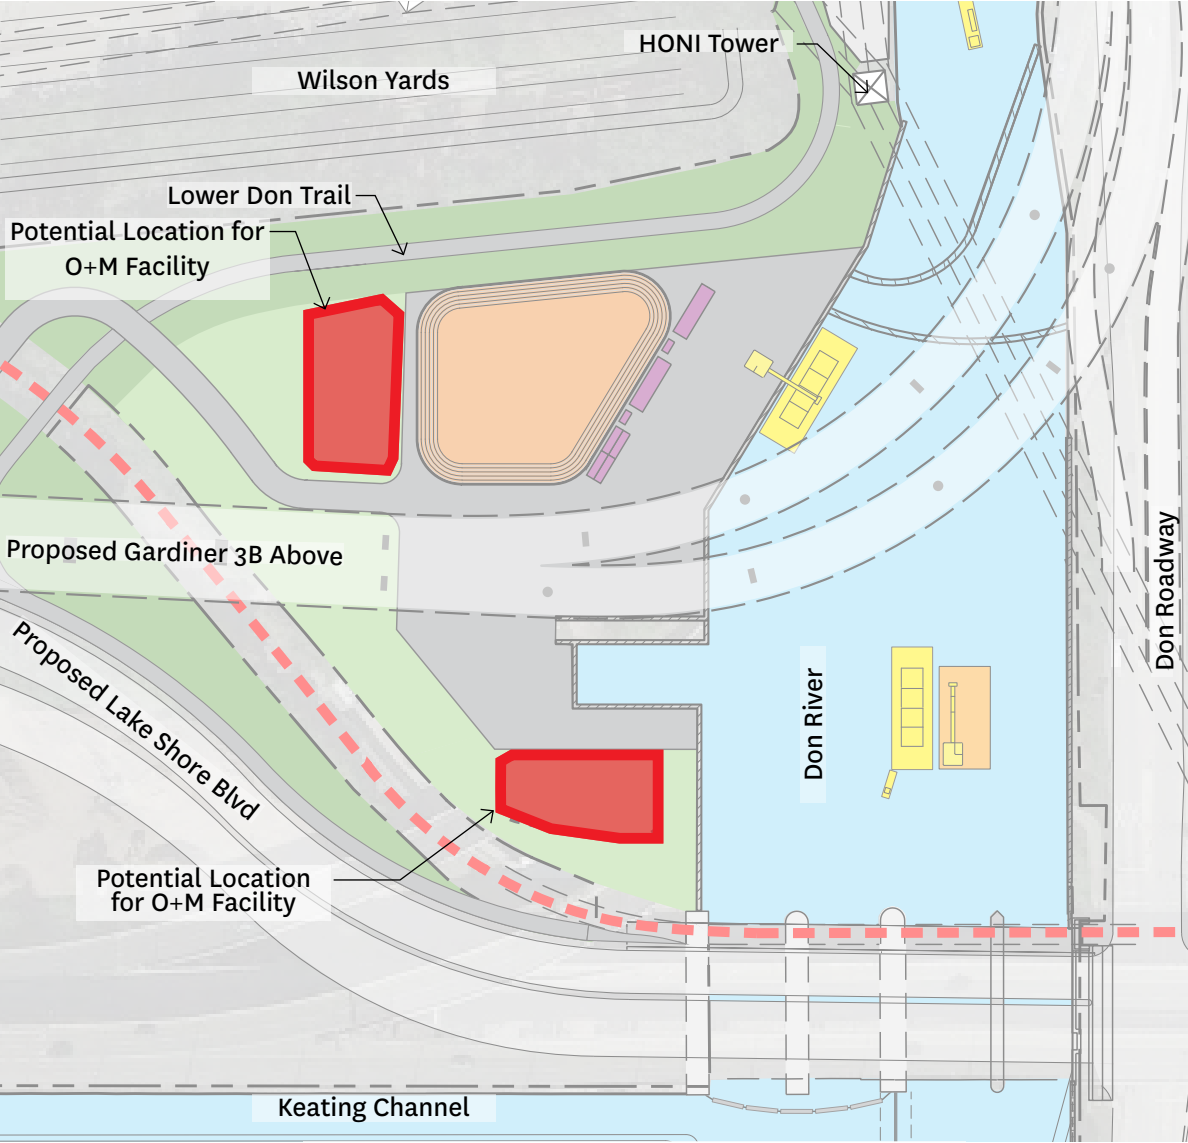 HONI Tower
Wilson Yards
Lower Don Trail
Potential Location for
O+M Facility
Proposed Gardiner 3B Above
Don Roadway
Proposed Lake Shore Blvd
Don River
Potential Location
for O+M Facility
Keating Channel